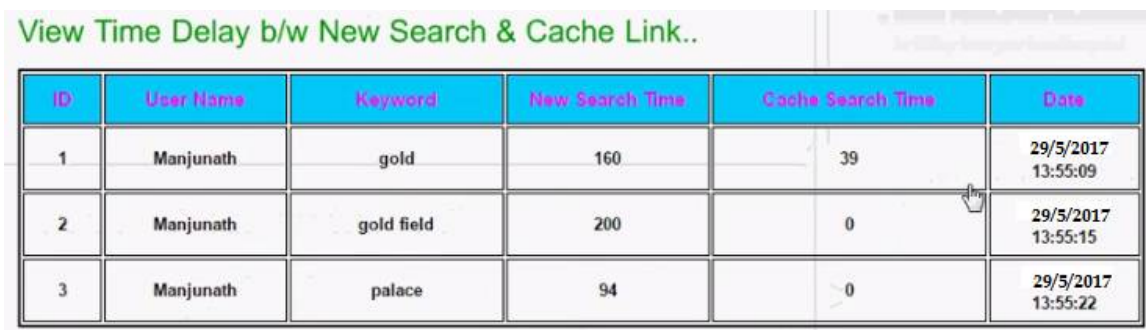 View Time Delay b/w New Search & Cache Link..
ID User Name Keyword New Search Time Cache Search Time Date
1 Manjunath gold 160 39 29/5/2017
13:55:09
2 Manjunath gold field 200 0 29/5/2017
13:55:15
3 Manjunath palace 94 0 29/5/2017
13:55:22